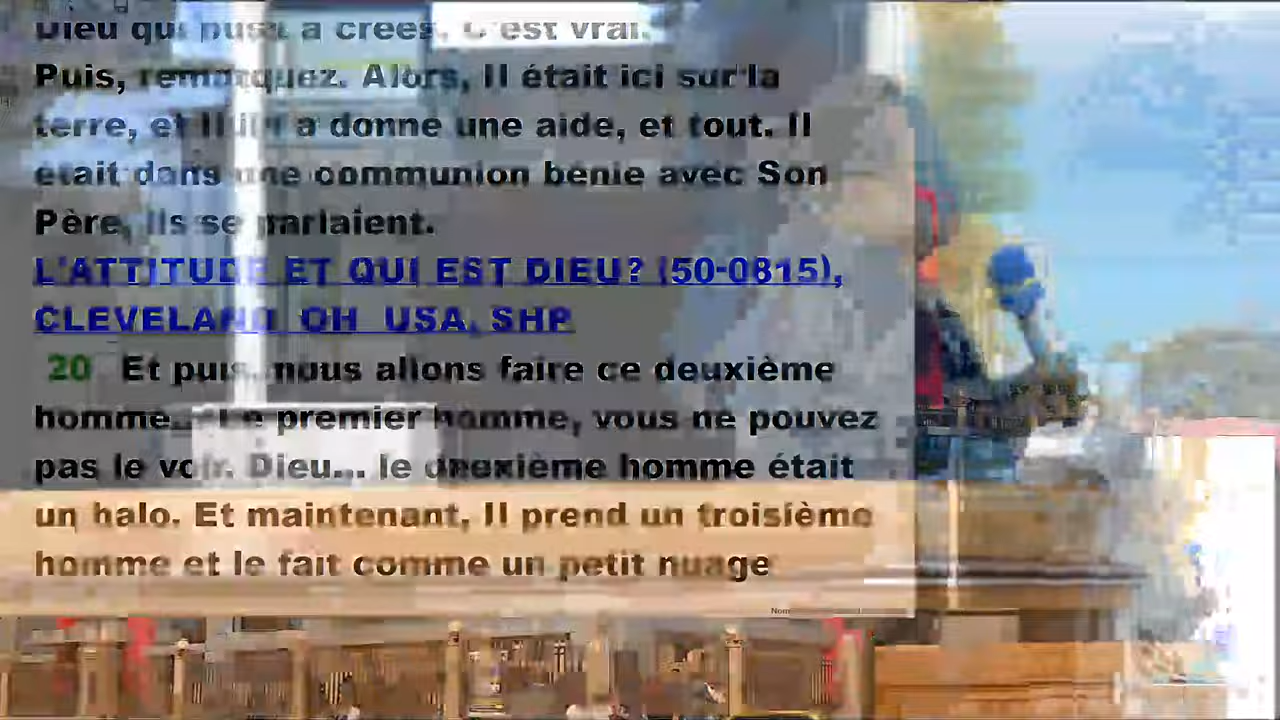 Dieu qui a crées. C'est vrai.
Puis, remarquez. Alors, Il était ici sur la
terre, et Il a donné une aide, et tout. Il
était dans une communion bénie avec Son
Père, Ils se parlaient.
L'ATTITUDE ET QUI EST DIEU? (50-0815),
CLEVELAND OH USA, SHP
20 Et puis, nous allons faire ce deuxième
homme... Le premier homme, vous ne pouvez
pas le voir. Dieu... le deuxième homme était
un halo. Et maintenant, Il prend un troisième
homme et le fait comme un petit nuage